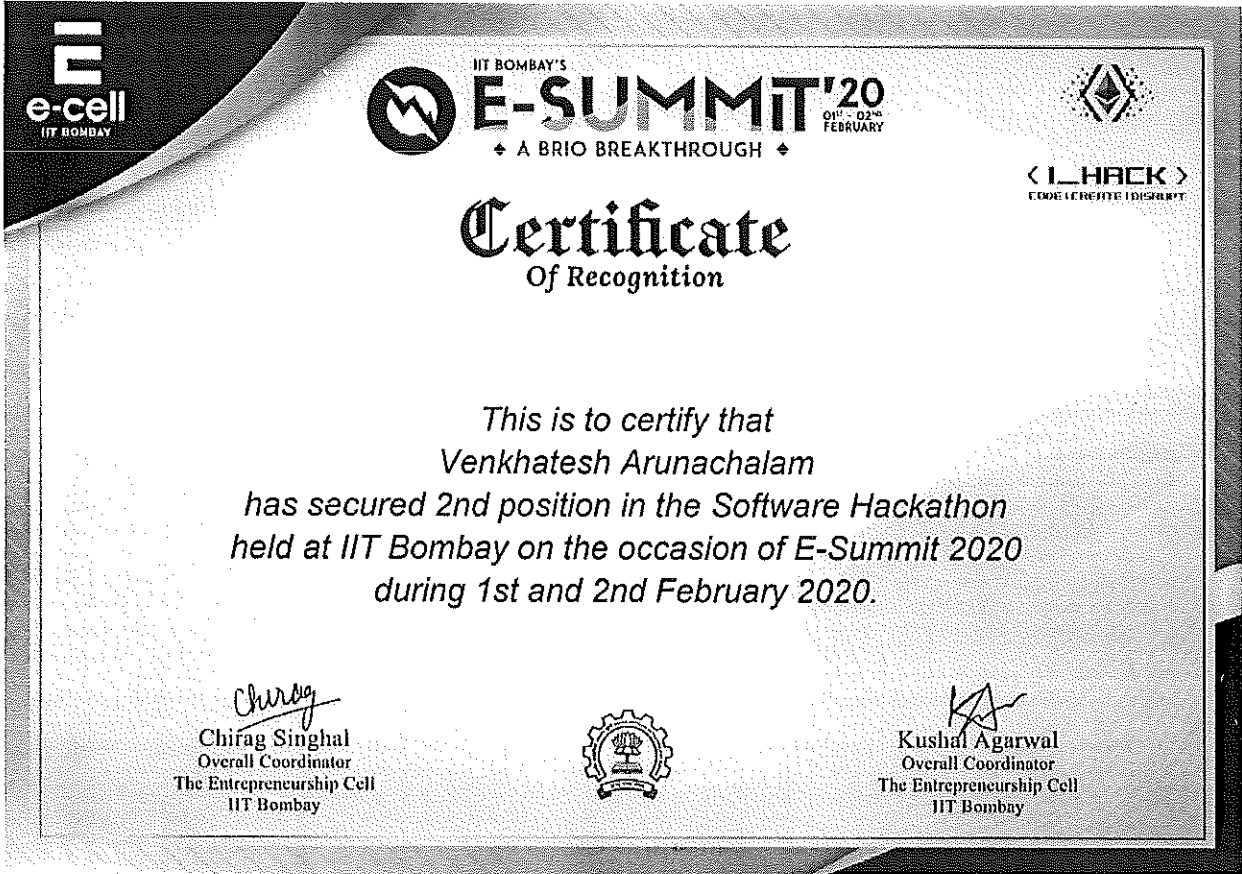 e-cell
IIT BOMBAY
IIT BOMBAY'S
E-SUMMIT'20
01ST - 02ND
FEBRUARY
A BRIO BREAKTHROUGH
< I_HACK >
CODE | CREATE | DISRUPT
Certificate
Of Recognition
This is to certify that
Venkhatesh Arunachalam
has secured 2nd position in the Software Hackathon
held at IIT Bombay on the occasion of E-Summit 2020
during 1st and 2nd February 2020.
Chirag
Chirag Singhal
Overall Coordinator
The Entrepreneurship Cell
IIT Bombay
Kushal Agarwal
Overall Coordinator
The Entrepreneurship Cell
IIT Bombay